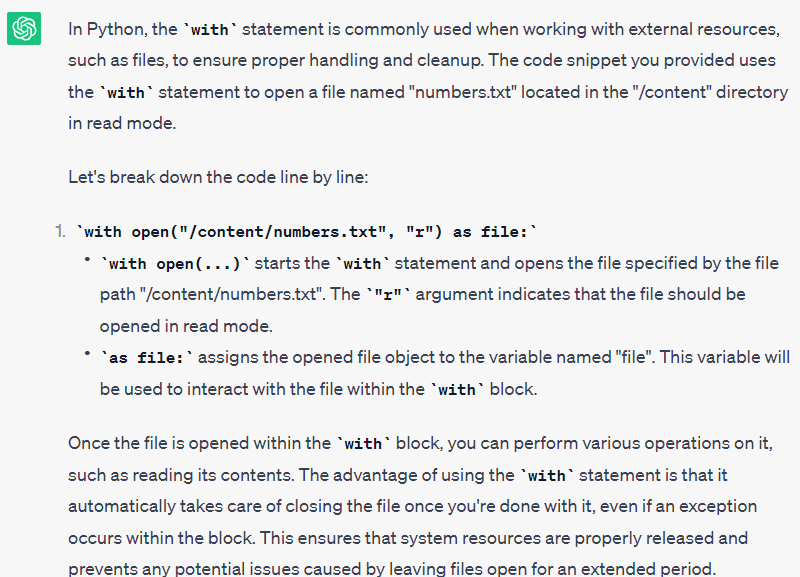 In Python, the `with` statement is commonly used when working with external resources,
such as files, to ensure proper handling and cleanup. The code snippet you provided uses
the `with` statement to open a file named "numbers.txt" located in the "/content" directory
in read mode.
Let's break down the code line by line:
1. `with open("/content/numbers.txt", "r") as file:`
• `with open(...)` starts the `with` statement and opens the file specified by the file
path "/content/numbers.txt". The `"r"` argument indicates that the file should be
opened in read mode.
• `as file:` assigns the opened file object to the variable named "file". This variable will
be used to interact with the file within the `with` block.
Once the file is opened within the `with` block, you can perform various operations on it,
such as reading its contents. The advantage of using the `with` statement is that it
automatically takes care of closing the file once you're done with it, even if an exception
occurs within the block. This ensures that system resources are properly released and
prevents any potential issues caused by leaving files open for an extended period.